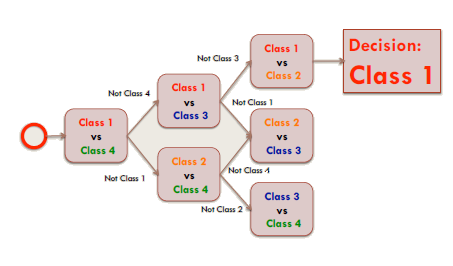 Class 1
vs
Class 4
Not Class 4
Not Class 1
Class 1
vs
Class 3
Class 2
vs
Class 4
Not Class 3
Not Class 1
Not Class 4
Not Class 2
Class 1
vs
Class 2
Class 2
vs
Class 3
Class 3
vs
Class 4
Decision:
Class 1